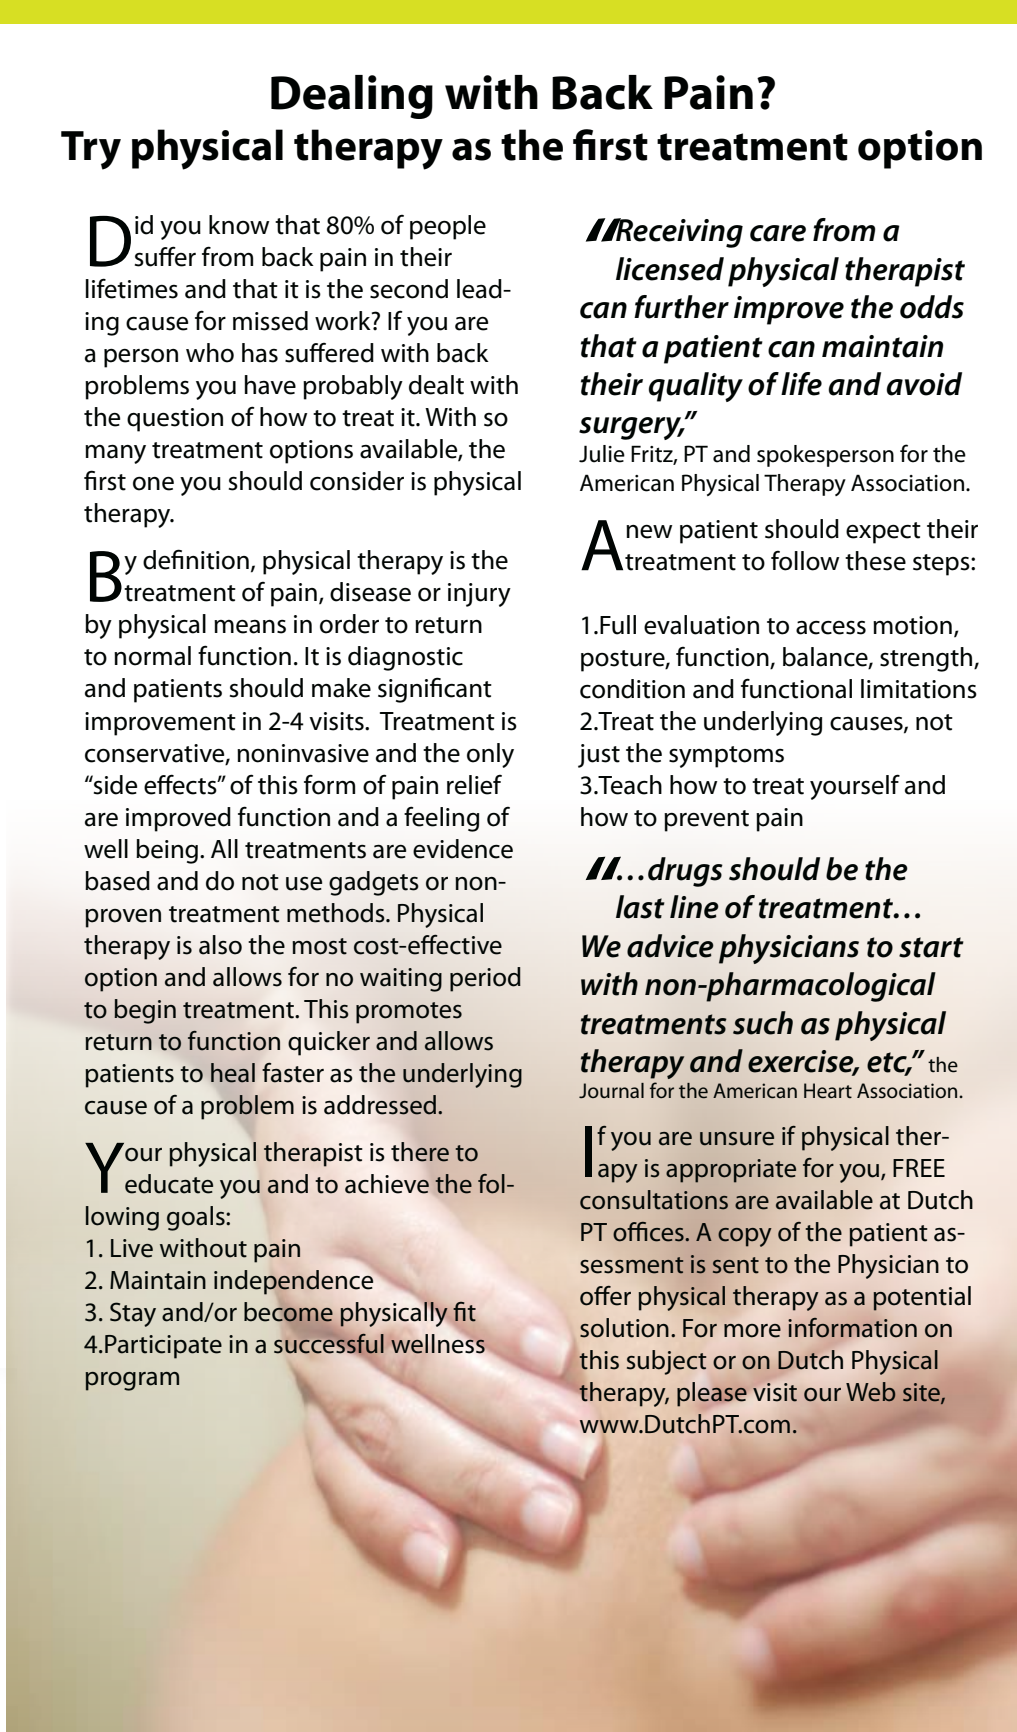 Dealing with Back Pain?
Try physical therapy as the first treatment option
Did you know that 80% of people
suffer from back pain in their
lifetimes and that it is the second lead-
ing cause for missed work? If you are
a person who has suffered with back
problems you have probably dealt with
the question of how to treat it. With so
many treatment options available, the
first one you should consider is physical
therapy.
By definition, physical therapy is the
treatment of pain, disease or injury
by physical means in order to return
to normal function. It is diagnostic
and patients should make significant
improvement in 2-4 visits.  Treatment is
conservative, noninvasive and the only
“side effects” of this form of pain relief
are improved function and a feeling of
well being. All treatments are evidence
based and do not use gadgets or non-
proven treatment methods. Physical
therapy is also the most cost-effective
option and allows for no waiting period
to begin treatment. This promotes
return to function quicker and allows
patients to heal faster as the underlying
cause of a problem is addressed.
Your physical therapist is there to
educate you and to achieve the fol-
lowing goals:
1. Live without pain
2. Maintain independence
3. Stay and/or become physically fit
4.Participate in a successful wellness
program
“Receiving care from a
licensed physical therapist
can further improve the odds
that a patient can maintain
their quality of life and avoid
surgery,”
Julie Fritz, PT and spokesperson for the
American Physical Therapy Association.
A new patient should expect their
treatment to follow these steps:
1.Full evaluation to access motion,
posture, function, balance, strength,
condition and functional limitations
2.Treat the underlying causes, not
just the symptoms
3.Teach how to treat yourself and
how to prevent pain
“…drugs should be the
last line of treatment…
We advice physicians to start
with non-pharmacological
treatments such as physical
therapy and exercise, etc,” the
Journal for the American Heart Association.
If you are unsure if physical ther-
apy is appropriate for you, FREE
consultations are available at Dutch
PT offices. A copy of the patient as-
sessment is sent to the Physician to
offer physical therapy as a potential
solution. For more information on
this subject or on Dutch Physical
therapy, please visit our Web site,
www.DutchPT.com.